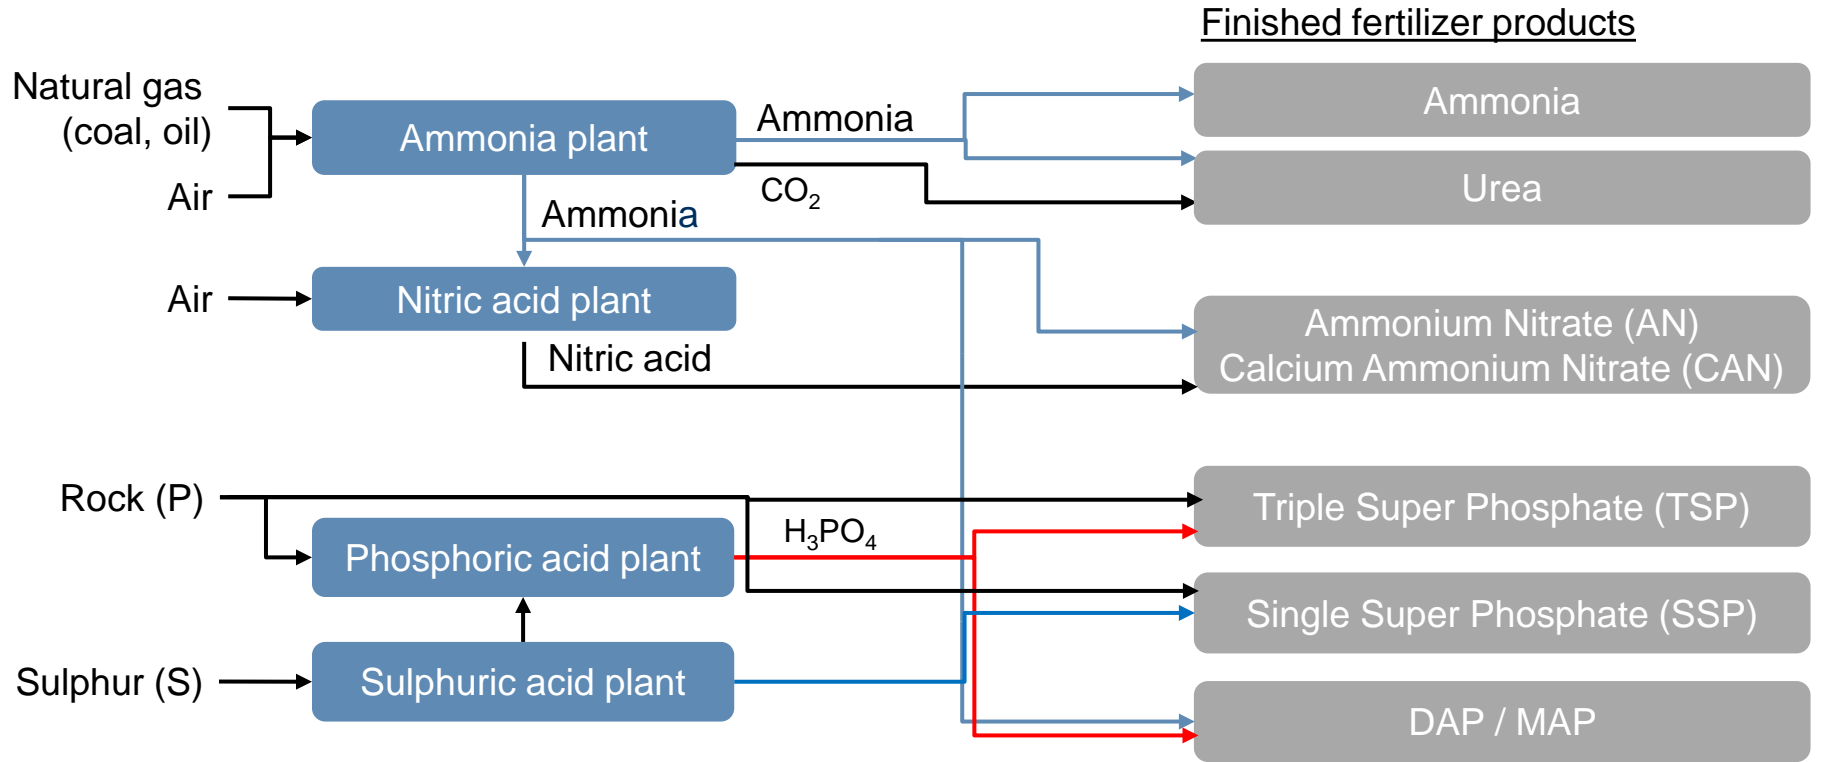 Finished fertilizer products
Natural gas
(coal, oil)
Air
Ammonia plant
Ammonia
CO₂
Ammonia
Urea
Ammonia
Air
Nitric acid plant
Nitric acid
Ammonium Nitrate (AN)
Calcium Ammonium Nitrate (CAN)
Rock (P)
Phosphoric acid plant
H₃PO₄
Triple Super Phosphate (TSP)
Single Super Phosphate (SSP)
Sulphur (S)
Sulphuric acid plant
DAP / MAP